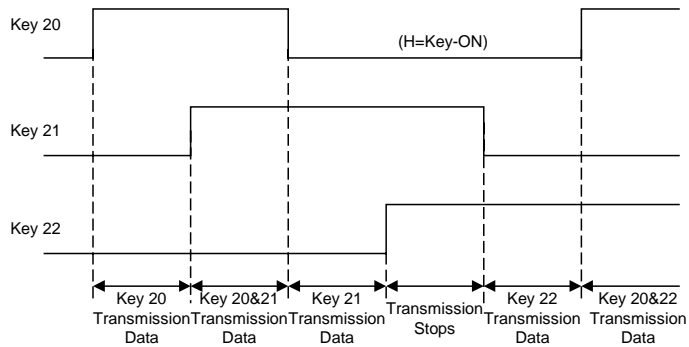 Key 20
(H=Key-ON)
Key 21
Key 22
Key 20
Transmission
Data
Key 20&21
Transmission
Data
Key 21
Transmission
Data
Transmission
Stops
Key 22
Transmission
Data
Key 20&22
Transmission
Data